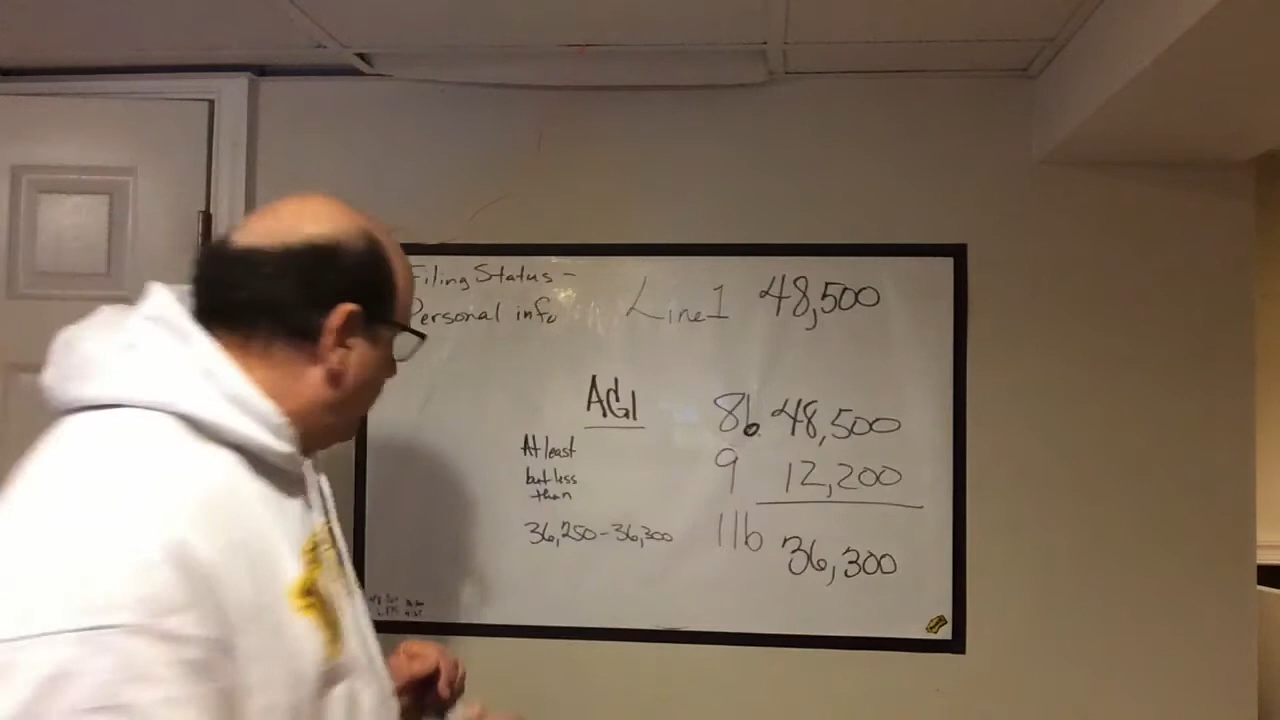 Filing Status -
Personal info
Line 1 48,500
AGI
8b. 48,500
At least
but less
than
9 12,200
36,250-36,300
11b 36,300